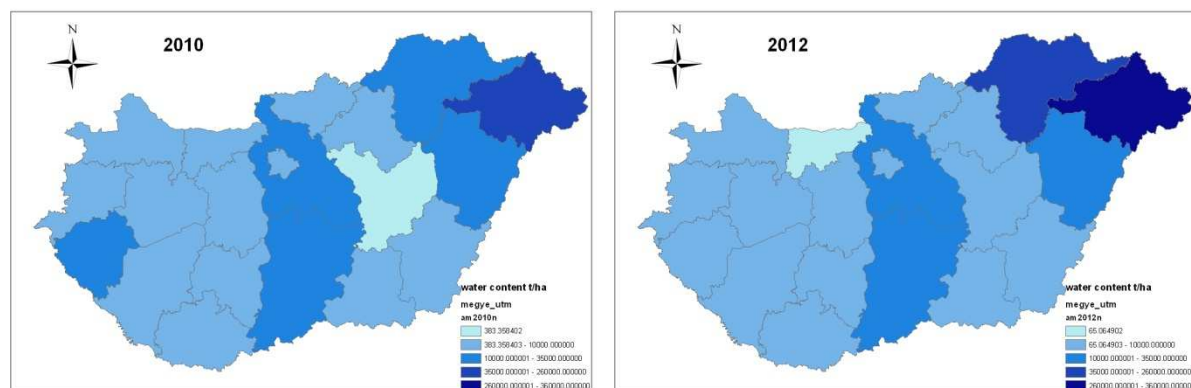 N
2010
water content t/ha
megye_utm
am2010n
383.358402
383.358403 - 10000.000000
10000.000001 - 35000.000000
35000.000001 - 260000.000000
260000.000001 - 360000.000000
N
2012
water content t/ha
megye_utm
am2012n
65.064902
65.064903 - 10000.000000
10000.000001 - 35000.000000
35000.000001 - 260000.000000
260000.000001 - 360000.000000